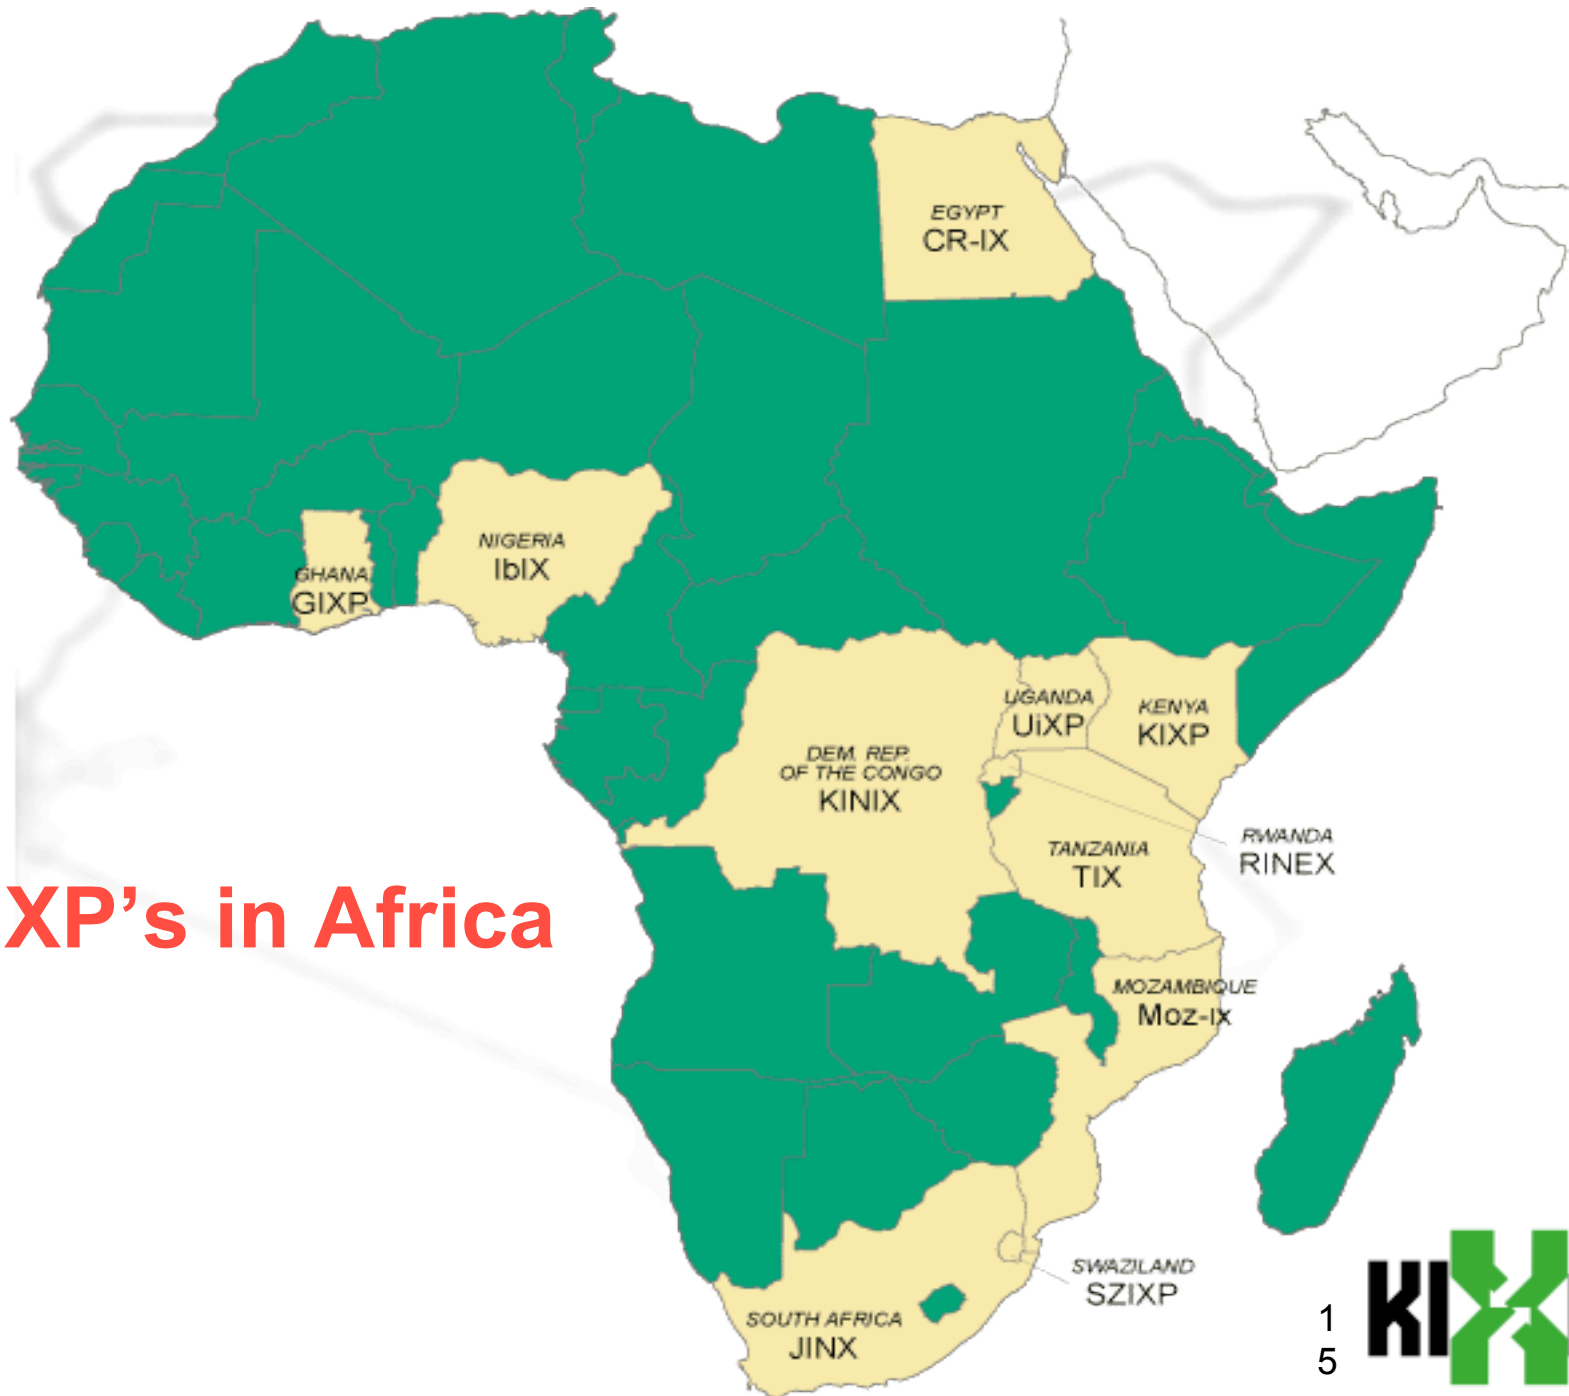 EGYPT
CR-IX
NIGERIA
IbIX
GHANA
GIXP
UGANDA
UiXP
KENYA
KIXP
DEM. REP.
OF THE CONGO
KINIX
RWANDA
RINEX
TANZANIA
TIX
XP’s in Africa
MOZAMBIQUE
Moz-IX
SWAZILAND
SZIXP
SOUTH AFRICA
JINX
1
5
KIX